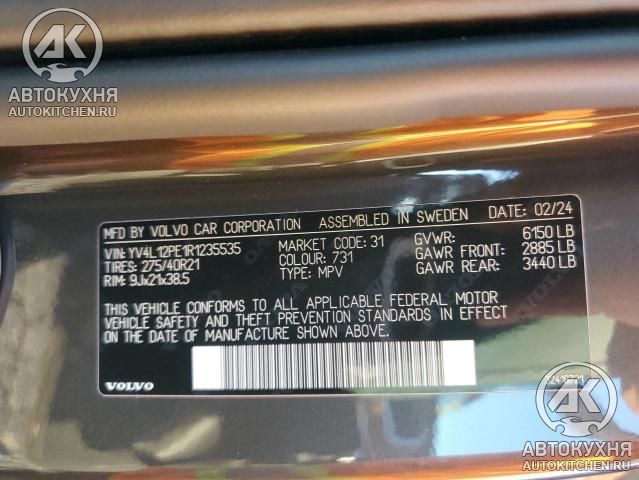 АК
АВТОКУХНЯ
AUTOKITCHEN.RU
MFD BY VOLVO CAR CORPORATION ASSEMBLED IN SWEDEN DATE: 02/24
VIN: YV4L12PE1R1235535 MARKET CODE: 31 GVWR: 6150 LB
TIRES: 275/40R21 COLOUR: 731 GAWR FRONT: 2885 LB
RIM: 9Jx21x38.5 TYPE: MPV GAWR REAR: 3440 LB
THIS VEHICLE CONFORMS TO ALL APPLICABLE FEDERAL MOTOR
VEHICLE SAFETY AND THEFT PREVENTION STANDARDS IN EFFECT
ON THE DATE OF MANUFACTURE SHOWN ABOVE.
VOLVO
АК
АВТОКУХНЯ
AUTOKITCHEN.RU